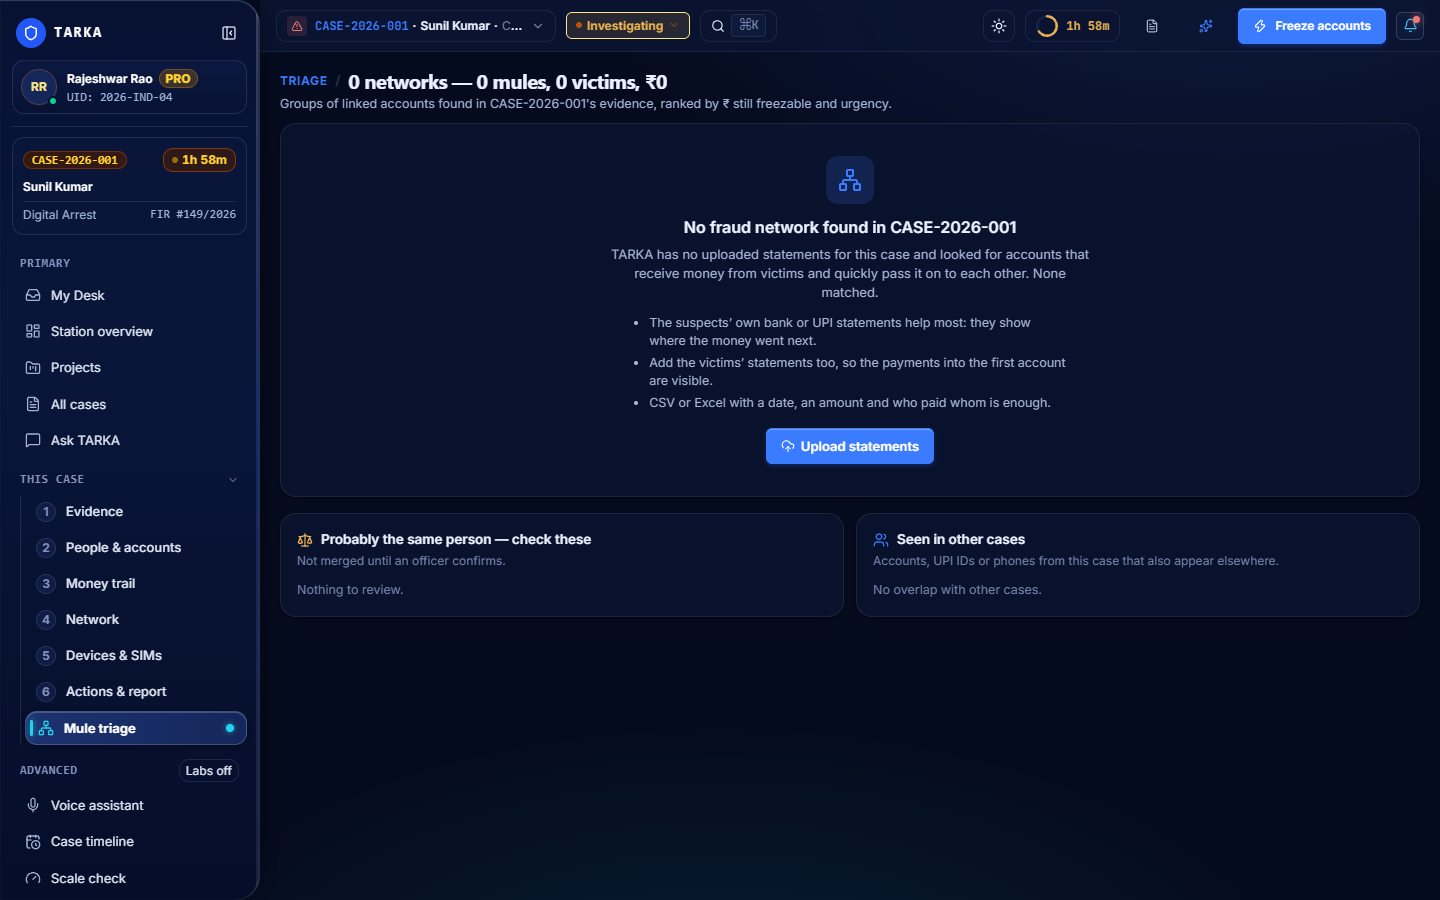 TARKA
RR
Rajeshwar Rao PRO
UID: 2026-IND-04
CASE-2026-001
1h 58m
Sunil Kumar
Digital Arrest
FIR #149/2026
PRIMARY
My Desk
Station overview
Projects
All cases
Ask TARKA
THIS CASE
1 Evidence
2 People & accounts
3 Money trail
4 Network
5 Devices & SIMs
6 Actions & report
Mule triage
ADVANCED
Labs off
Voice assistant
Case timeline
Scale check
CASE-2026-001 · Sunil Kumar · C...
Investigating
⌘K
1h 58m
Freeze accounts
TRIAGE / 0 networks — 0 mules, 0 victims, ₹0
Groups of linked accounts found in CASE-2026-001's evidence, ranked by ₹ still freezable and urgency.
No fraud network found in CASE-2026-001
TARKA has no uploaded statements for this case and looked for accounts that
receive money from victims and quickly pass it on to each other. None
matched.
• The suspects’ own bank or UPI statements help most: they show
where the money went next.
• Add the victims’ statements too, so the payments into the first account
are visible.
• CSV or Excel with a date, an amount and who paid whom is enough.
Upload statements
Probably the same person — check these
Not merged until an officer confirms.
Nothing to review.
Seen in other cases
Accounts, UPI IDs or phones from this case that also appear elsewhere.
No overlap with other cases.